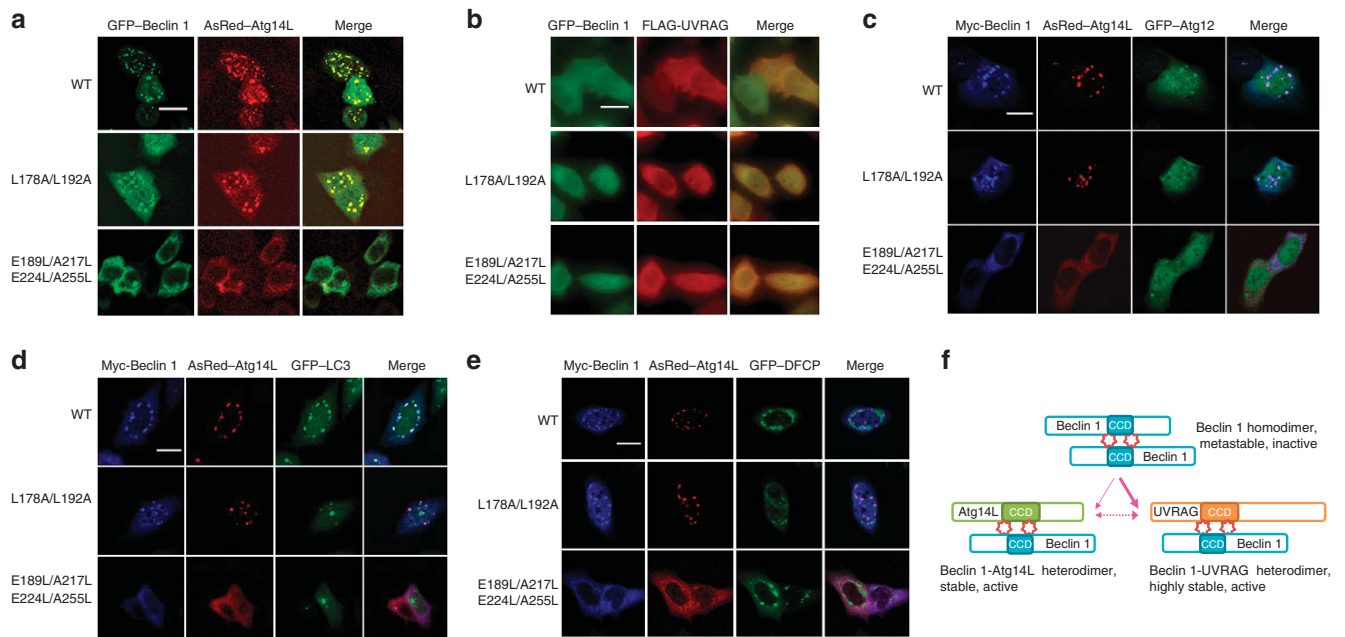 a
GFP–Beclin 1 AsRed–Atg14L Merge
WT
L178A/L192A
E189L/A217L
E224L/A255L
b
GFP–Beclin 1 FLAG-UVRAG Merge
WT
L178A/L192A
E189L/A217L
E224L/A255L
c
Myc-Beclin 1 AsRed–Atg14L GFP–Atg12 Merge
WT
L178A/L192A
E189L/A217L
E224L/A255L
d
Myc-Beclin 1 AsRed–Atg14L GFP–LC3 Merge
WT
L178A/L192A
E189L/A217L
E224L/A255L
e
Myc-Beclin 1 AsRed–Atg14L GFP–DFCP Merge
WT
L178A/L192A
E189L/A217L
E224L/A255L
f
Beclin 1 CCD
CCD Beclin 1
Beclin 1 homodimer,
metastable, inactive
Atg14L CCD
CCD Beclin 1
Beclin 1-Atg14L heterodimer,
stable, active
UVRAG CCD
CCD Beclin 1
Beclin 1-UVRAG heterodimer,
highly stable, active